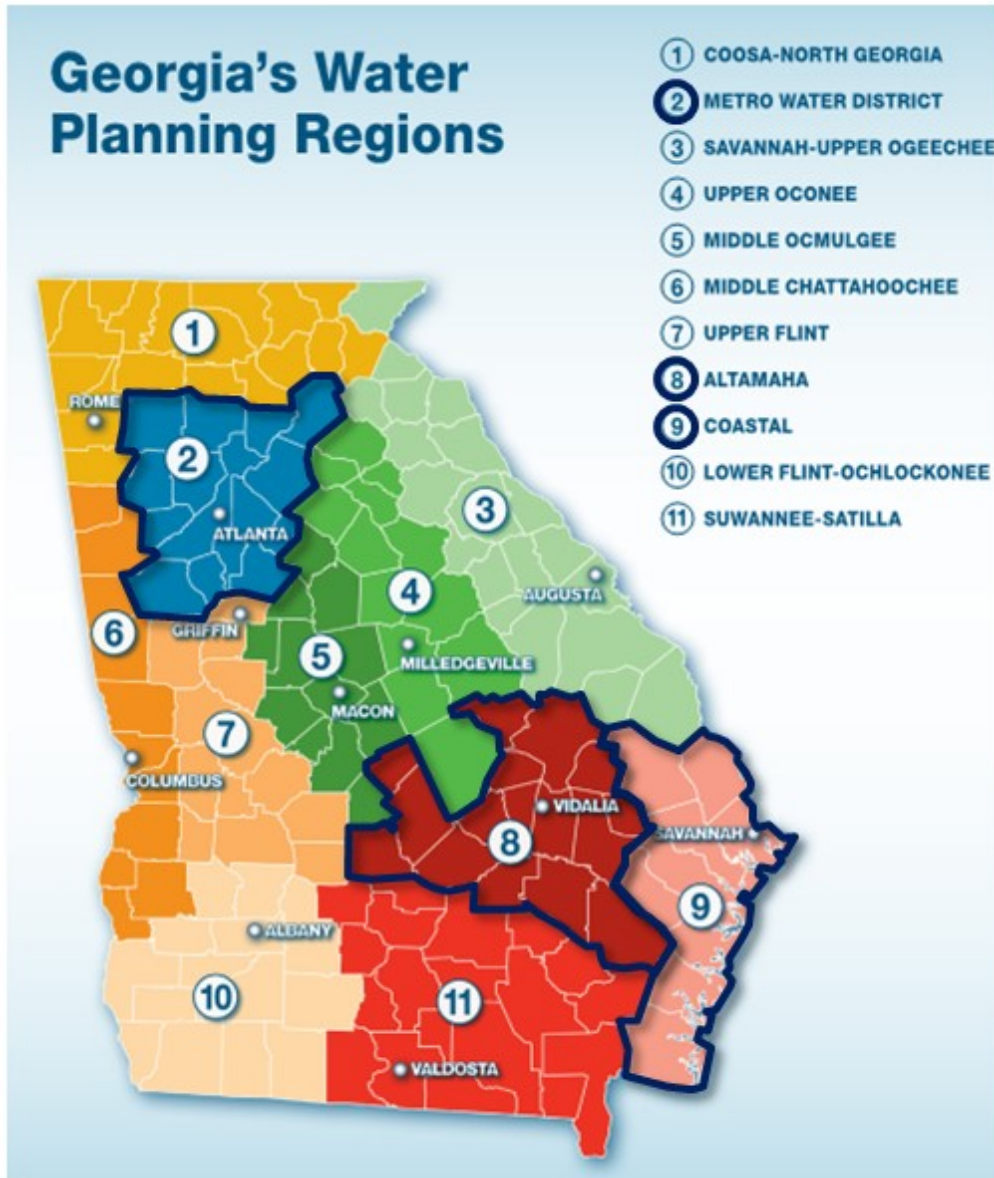 Georgia's Water
Planning Regions
1 COOSA-NORTH GEORGIA
2 METRO WATER DISTRICT
3 SAVANNAH-UPPER OGEECHEE
4 UPPER OCONEE
5 MIDDLE OCMULGEE
6 MIDDLE CHATTAHOOCHEE
7 UPPER FLINT
8 ALTAMAHA
9 COASTAL
10 LOWER FLINT-OCHLOCKONEE
11 SUWANNEE-SATILLA
1
ROME
2
3
ATLANTA
AUGUSTA
4
6
GRIFFIN
5
MILLEDGEVILLE
MACON
7
COLUMBUS
VIDALIA
8
SAVANNAH
9
ALBANY
10
11
VALDOSTA